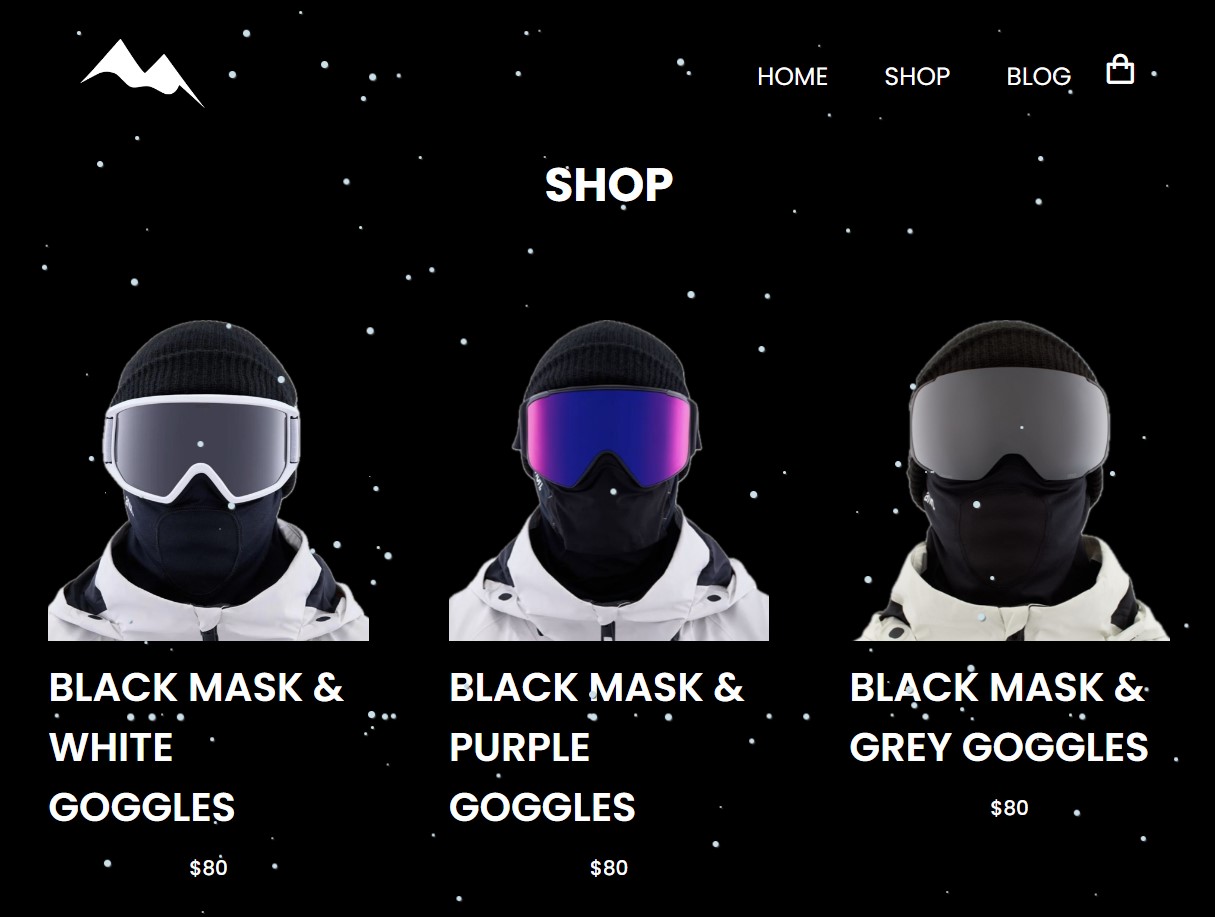 HOME SHOP BLOG
SHOP
BLACK MASK &
WHITE
GOGGLES
$80
BLACK MASK &
PURPLE
GOGGLES
$80
BLACK MASK &
GREY GOGGLES
$80